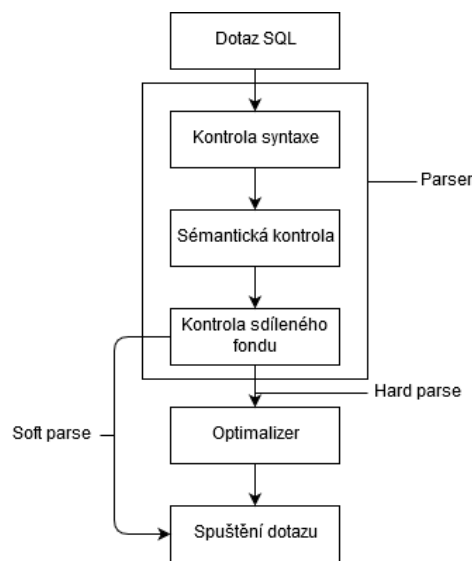 Dotaz SQL
Kontrola syntaxe
Parser
Sémantická kontrola
Kontrola sdíleného
fondu
Hard parse
Soft parse
Optimalizer
Spuštění dotazu